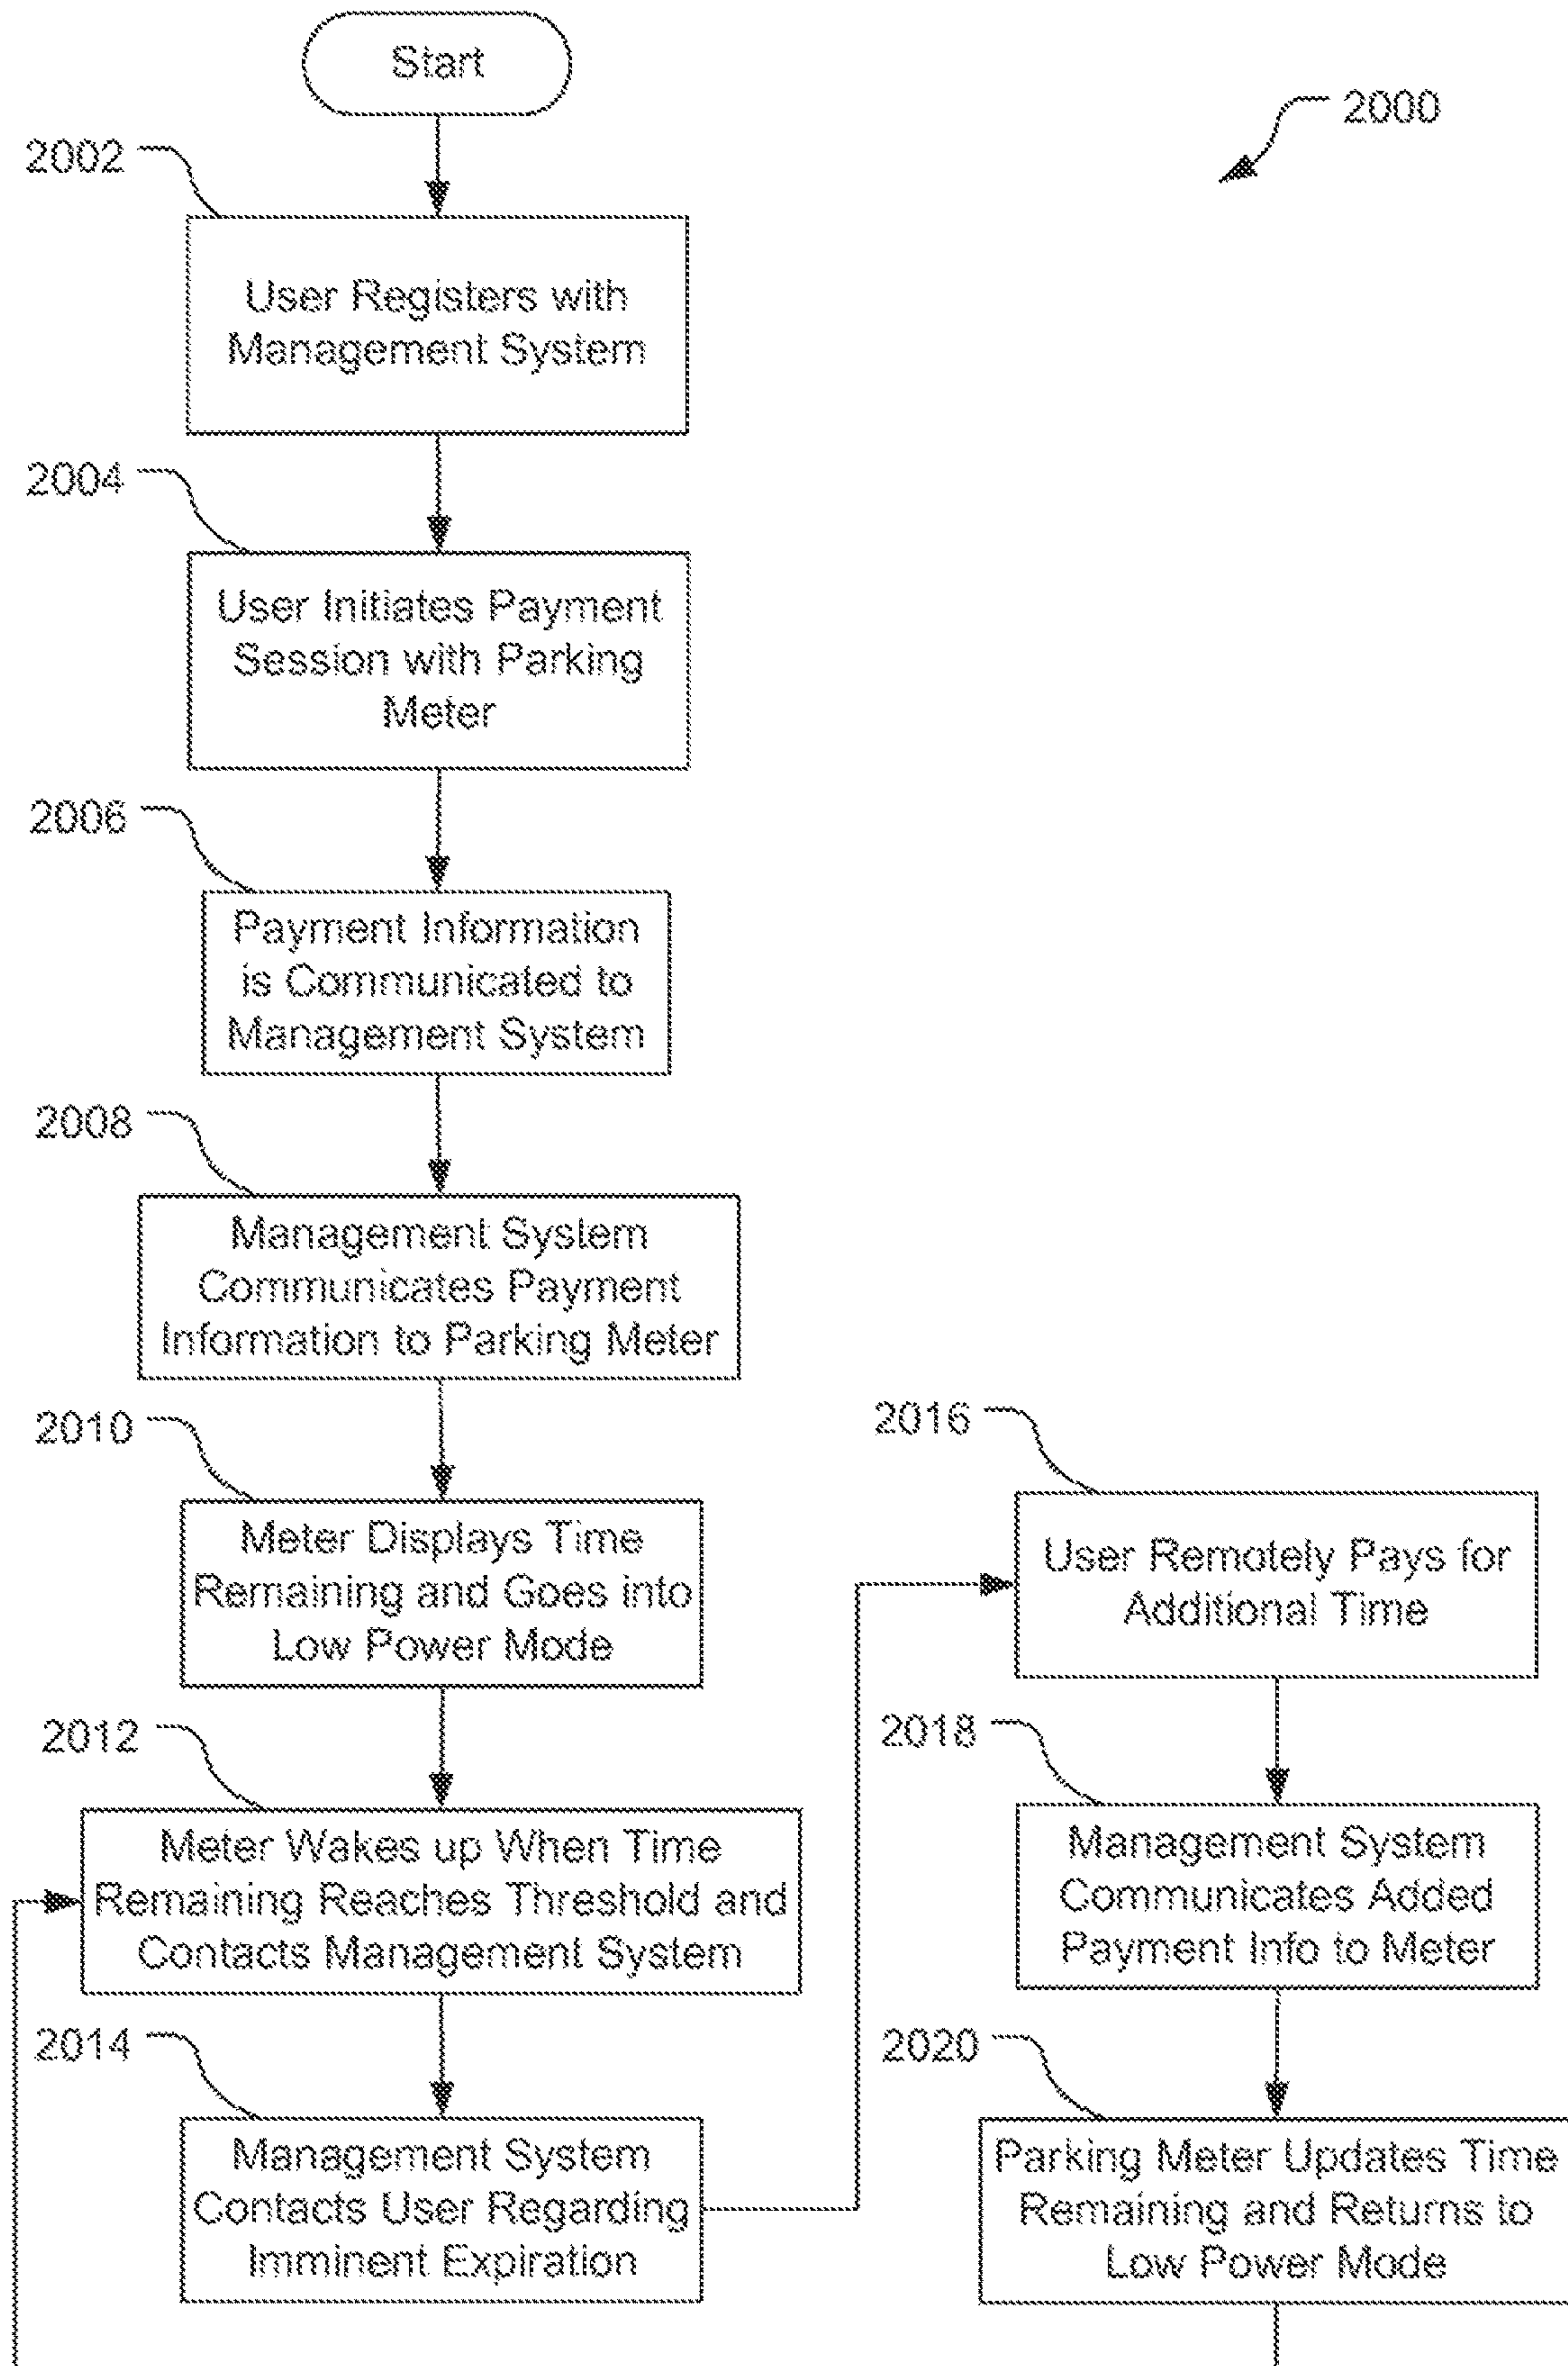 Start
2000
2002
User Registers with
Management System
2004
User Initiates Payment
Session with Parking
Meter
2006
Payment Information
is Communicated to
Management System
2008
Management System
Communicates Payment
Information to Parking Meter
2010
Meter Displays Time
Remaining and Goes into
Low Power Mode
2012
Meter Wakes up When Time
Remaining Reaches Threshold and
Contacts Management System
2014
Management System
Contacts User Regarding
Imminent Expiration
2016
User Remotely Pays for
Additional Time
2018
Management System
Communicates Added
Payment Info to Meter
2020
Parking Meter Updates Time
Remaining and Returns to
Low Power Mode